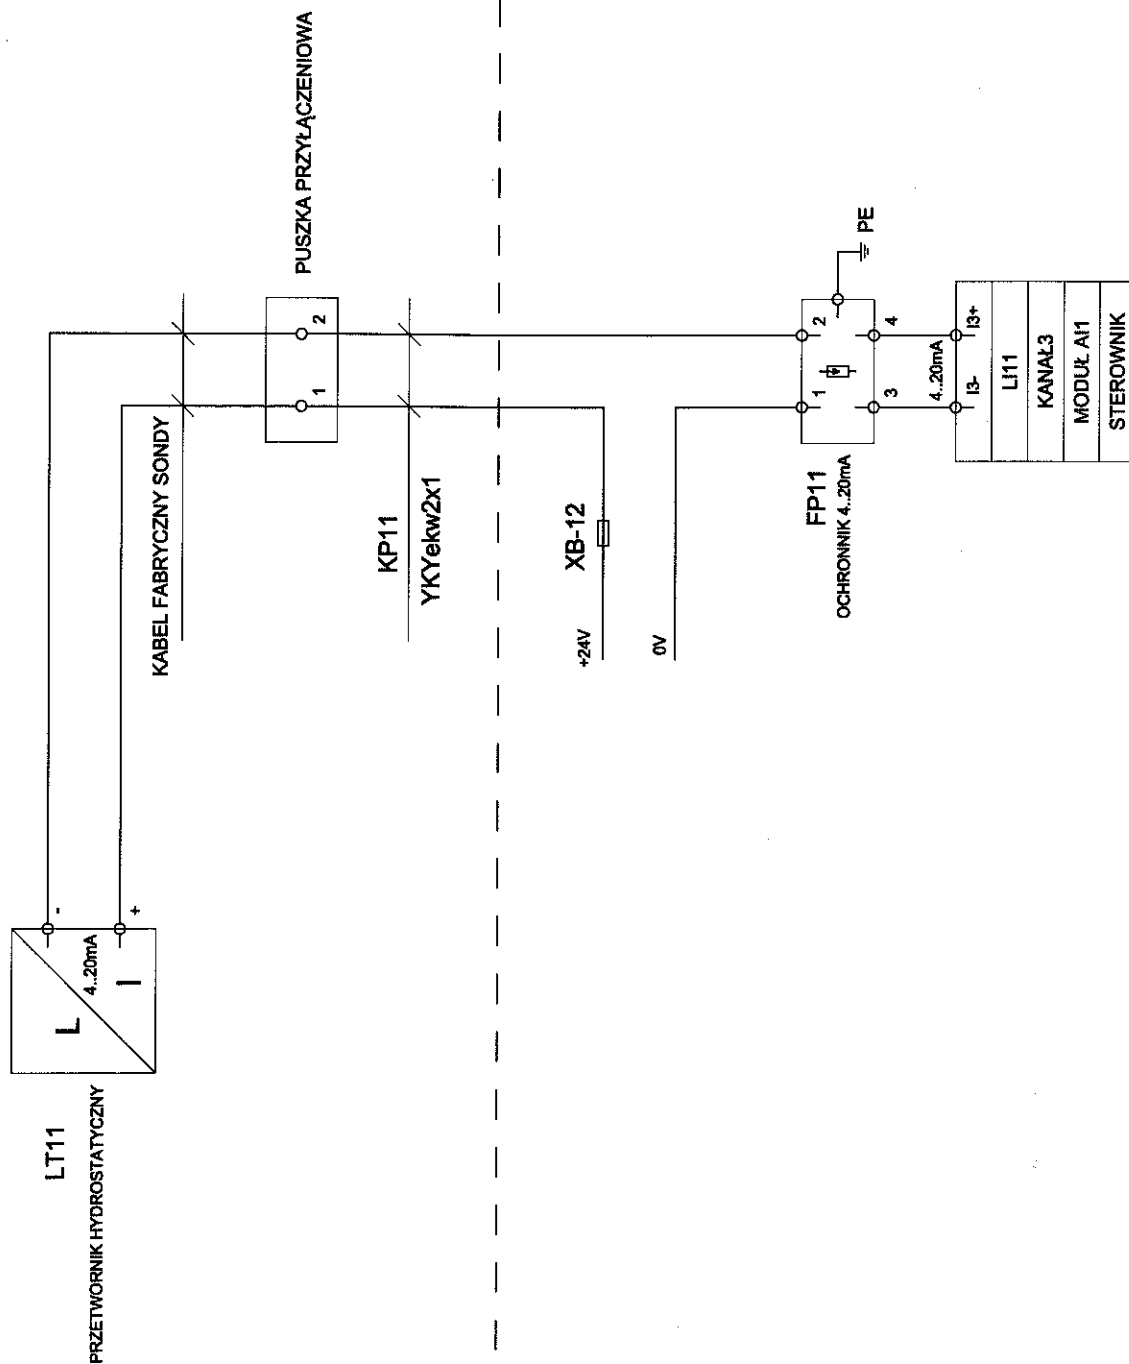 LT11
PRZETWORNIK HYDROSTATYCZNY
L
4..20mA
I
-
+
KABEL FABRYCZNY SONDY
PUSZKA PRZYŁĄCZENIOWA
1
2
KP11
YKYekw2x1
XB-12
+24V
0V
FP11
OCHRONNIK 4..20mA
1
2
3
4
PE
4..20mA
I3-
I3+
LI11
KANAŁ3
MODUŁ AI1
STEROWNIK